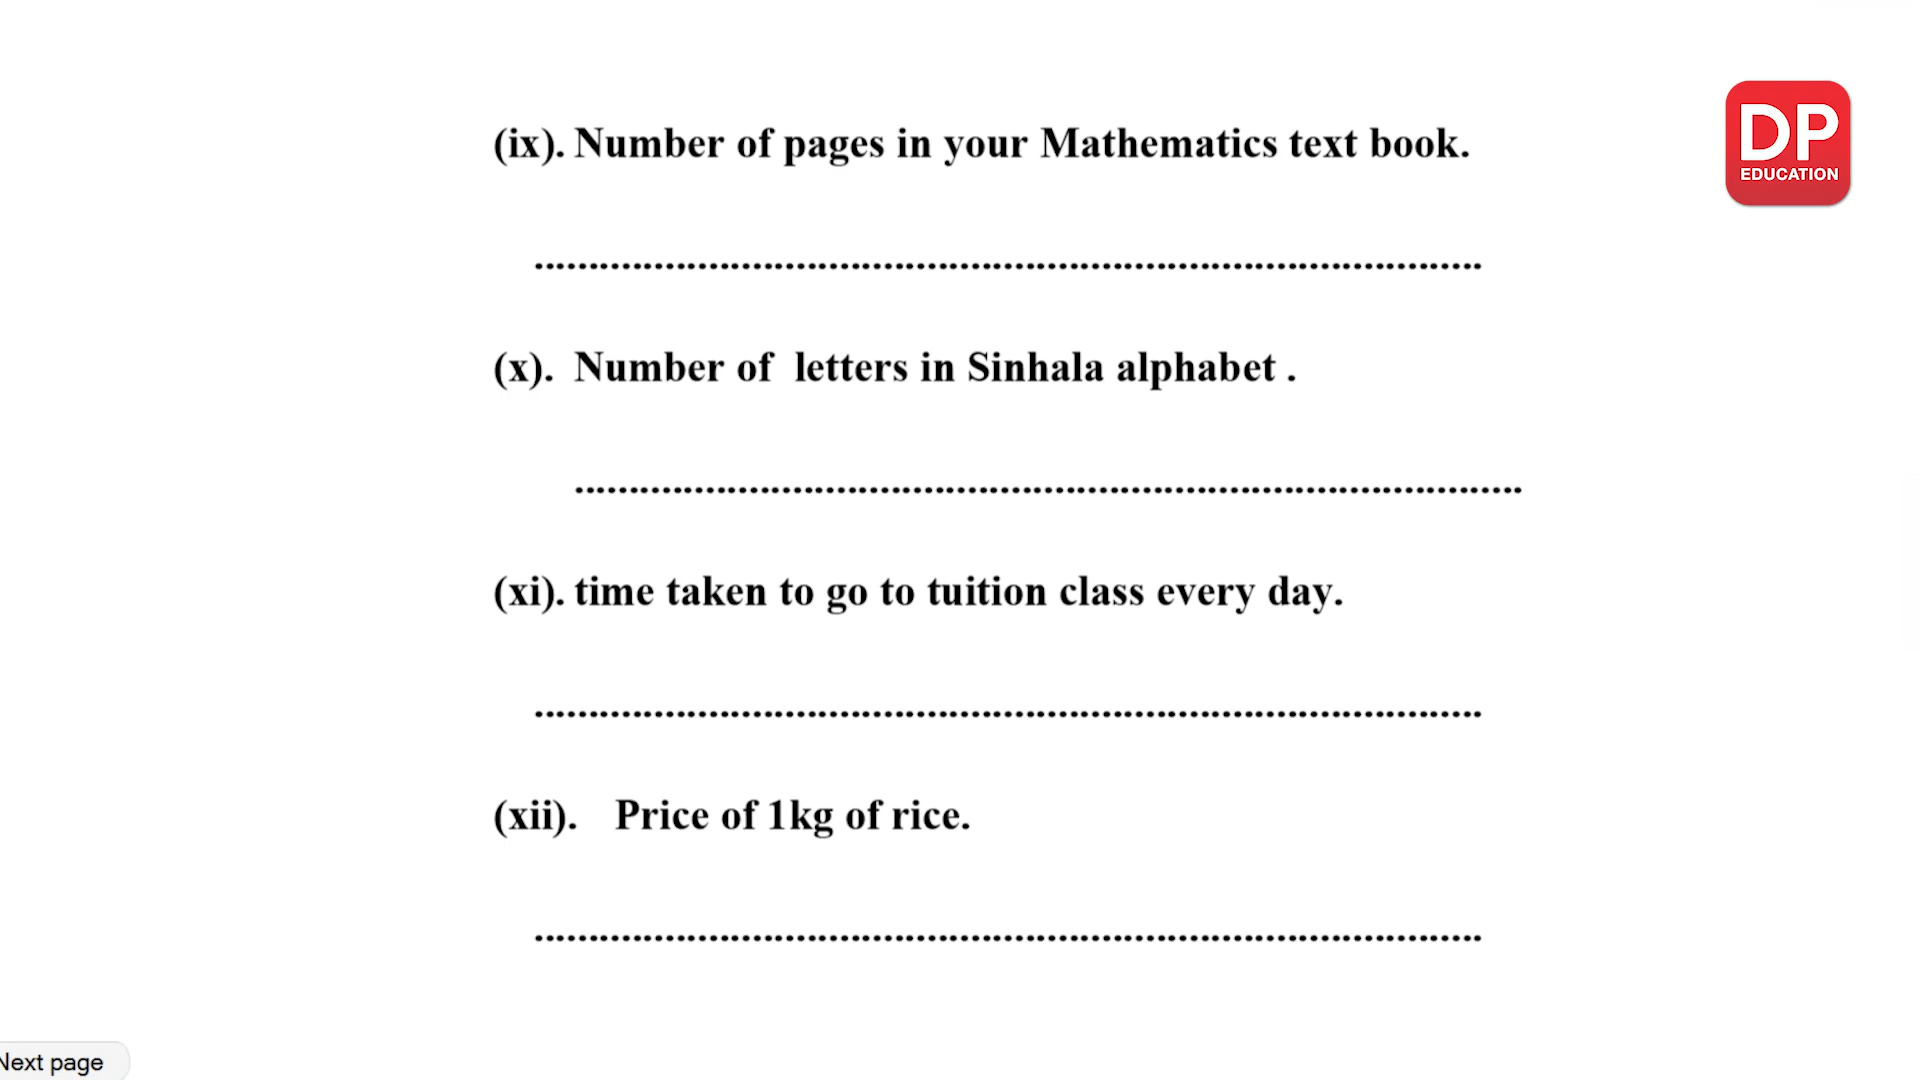 DP
EDUCATION
(ix). Number of pages in your Mathematics text book.
................................................................................................
(x). Number of letters in Sinhala alphabet .
................................................................................................
(xi). time taken to go to tuition class every day.
................................................................................................
(xii). Price of 1kg of rice.
................................................................................................
Next page